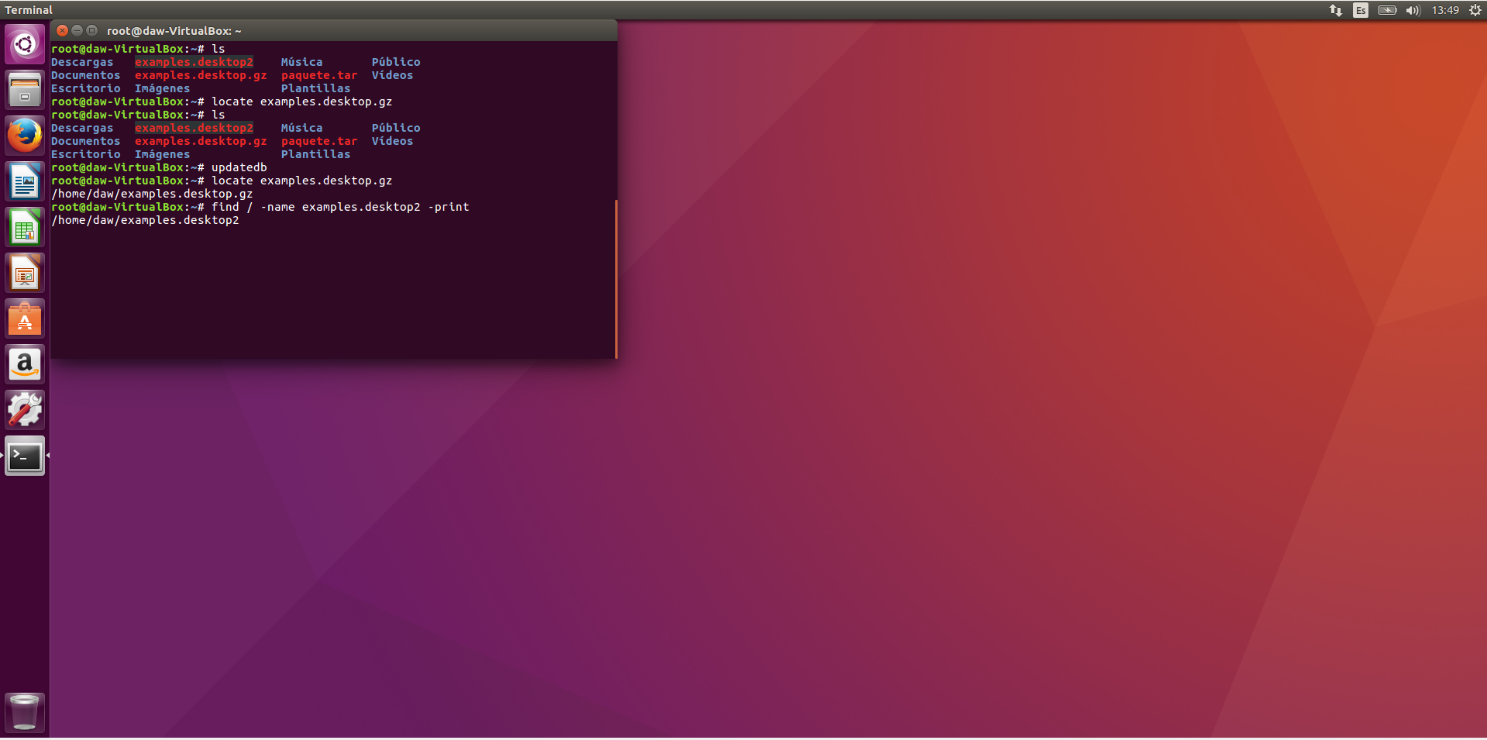 Terminal
Es
13:49
root@daw-VirtualBox: ~
root@daw-VirtualBox:~# ls
Descargas examples.desktop2 Música Público
Documentos examples.desktop.gz paquete.tar Vídeos
Escritorio Imágenes Plantillas
root@daw-VirtualBox:~# locate examples.desktop.gz
root@daw-VirtualBox:~# ls
Descargas examples.desktop2 Música Público
Documentos examples.desktop.gz paquete.tar Vídeos
Escritorio Imágenes Plantillas
root@daw-VirtualBox:~# updatedb
root@daw-VirtualBox:~# locate examples.desktop.gz
/home/daw/examples.desktop.gz
root@daw-VirtualBox:~# find / -name examples.desktop2 -print
/home/daw/examples.desktop2